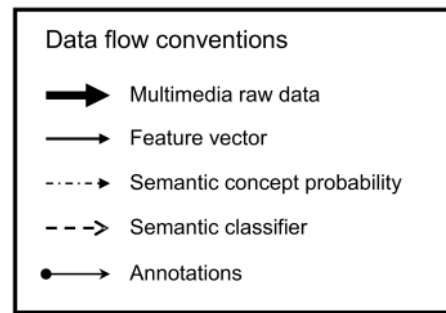 Data flow conventions
Multimedia raw data
Feature vector
Semantic concept probability
Semantic classifier
Annotations